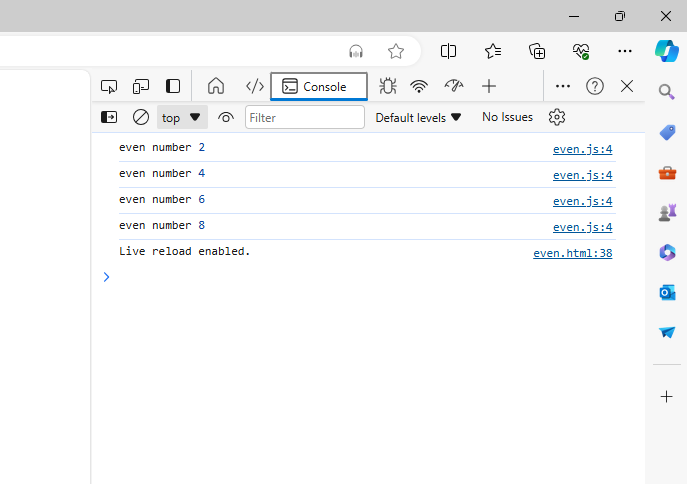 Console
top
Filter
Default levels
No Issues
even number 2 even.js:4
even number 4 even.js:4
even number 6 even.js:4
even number 8 even.js:4
Live reload enabled. even.html:38